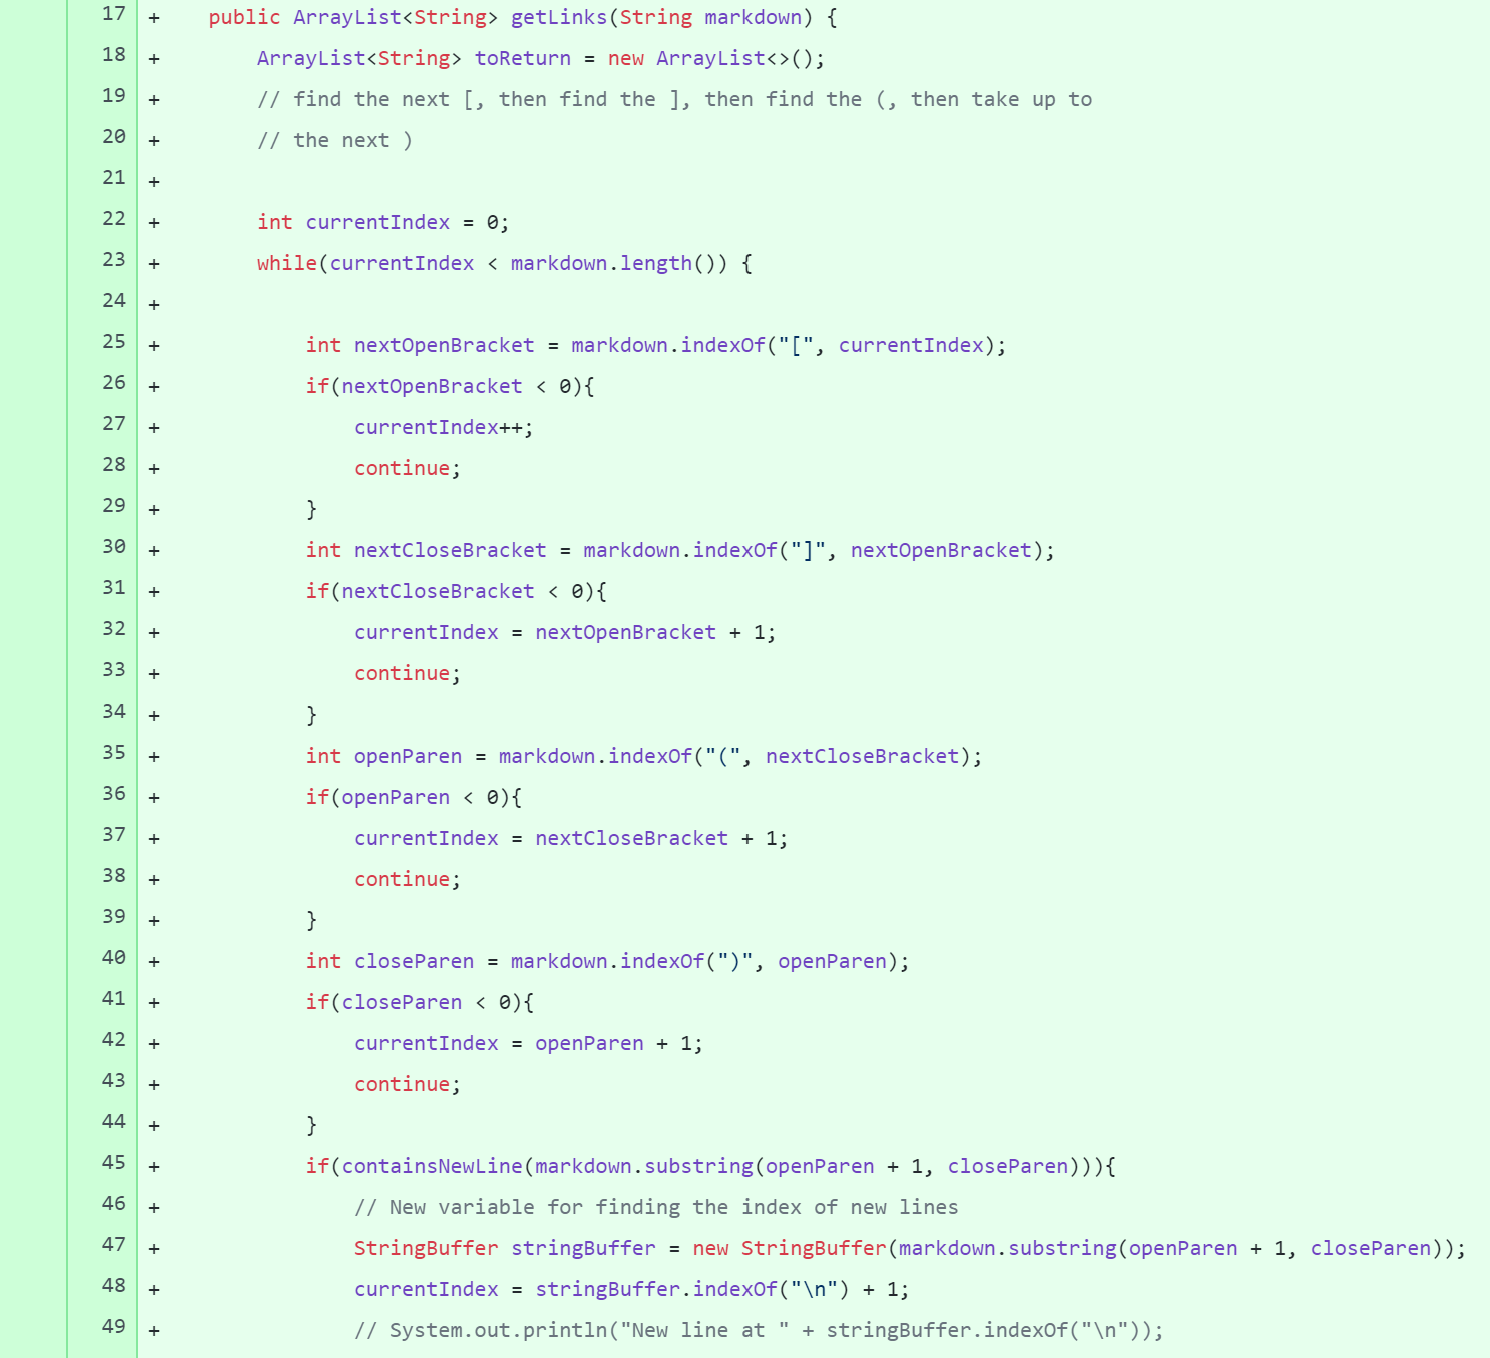 17 +    public ArrayList<String> getLinks(String markdown) {
18 +        ArrayList<String> toReturn = new ArrayList<>();
19 +        // find the next [, then find the ], then find the (, then take up to
20 +        // the next )
21 +
22 +        int currentIndex = 0;
23 +        while(currentIndex < markdown.length()) {
24 +
25 +            int nextOpenBracket = markdown.indexOf("[", currentIndex);
26 +            if(nextOpenBracket < 0){
27 +                currentIndex++;
28 +                continue;
29 +            }
30 +            int nextCloseBracket = markdown.indexOf("]", nextOpenBracket);
31 +            if(nextCloseBracket < 0){
32 +                currentIndex = nextOpenBracket + 1;
33 +                continue;
34 +            }
35 +            int openParen = markdown.indexOf("(", nextCloseBracket);
36 +            if(openParen < 0){
37 +                currentIndex = nextCloseBracket + 1;
38 +                continue;
39 +            }
40 +            int closeParen = markdown.indexOf(")", openParen);
41 +            if(closeParen < 0){
42 +                currentIndex = openParen + 1;
43 +                continue;
44 +            }
45 +            if(containsNewLine(markdown.substring(openParen + 1, closeParen))){
46 +                // New variable for finding the index of new lines
47 +                StringBuffer stringBuffer = new StringBuffer(markdown.substring(openParen + 1, closeParen));
48 +                currentIndex = stringBuffer.indexOf("\n") + 1;
49 +                // System.out.println("New line at " + stringBuffer.indexOf("\n"));